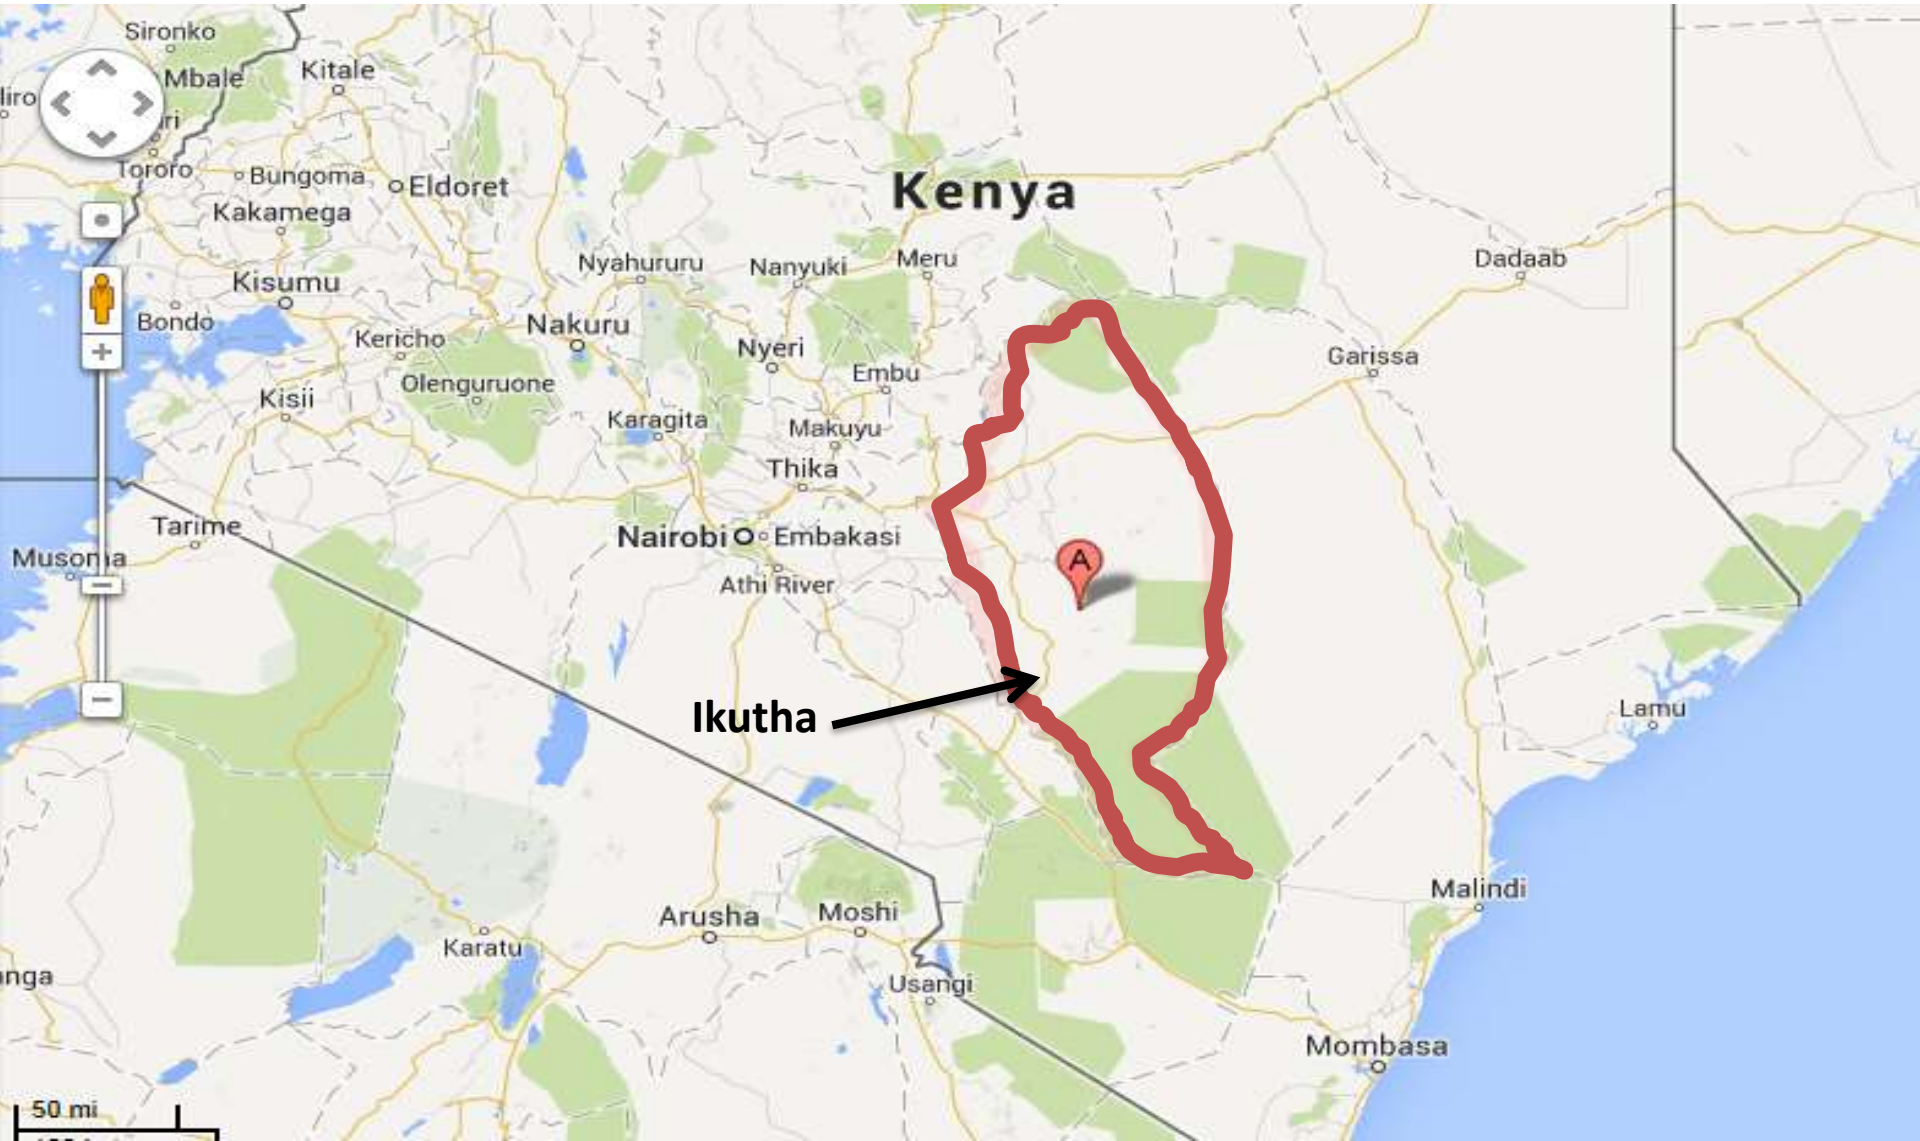 Sironko
Mbale
Kitale
Tororo
Bungoma
Eldoret
Kakamega
Kenya
Kisumu
Nyahururu
Nanyuki
Meru
Dadaab
Bondo
Kericho
Nakuru
Nyeri
Garissa
Olenguruone
Embu
Kisii
Karagita
Makuyu
Thika
Tarime
Nairobi
Embakasi
Musoma
Athi River
A
Ikutha
Lamu
Malindi
Arusha
Moshi
Karatu
Usangi
Mombasa
50 mi